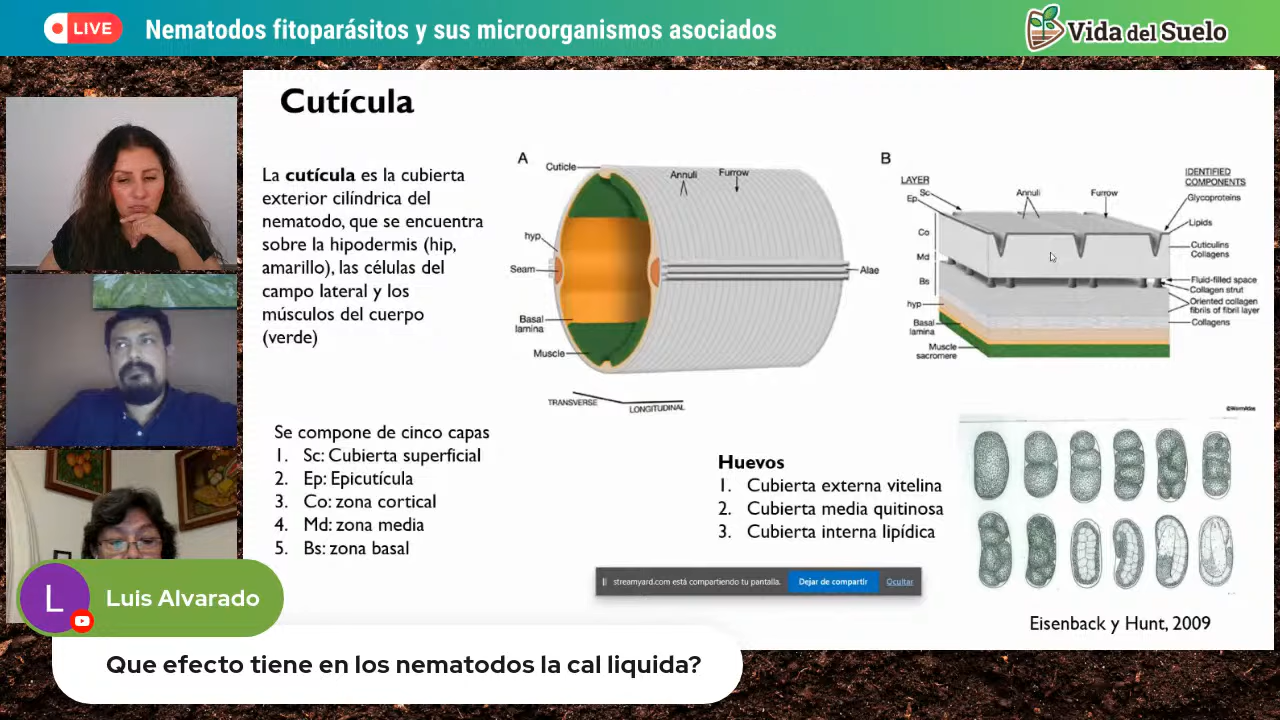 LIVE
Nematodos fitoparásitos y sus microorganismos asociados
Vida del Suelo
Cutícula
La cutícula es la cubierta
exterior cilíndrica del
nematodo, que se encuentra
sobre la hipodermis (hip,
amarillo), las células del
campo lateral y los
músculos del cuerpo
(verde)
A
Cuticle
Annuli
Furrow
hyp
Seam
Alae
Basal
lamina
Muscle
TRANSVERSE
LONGITUDINAL
B
LAYER
Sc
Ep
Co
Md
Bs
hyp
Basal
lamina
Muscle
sacromere
Annuli
Furrow
IDENTIFIED
COMPONENTS
Glycoproteins
Lipids
Cuticulins
Collagens
Fluid-filled space
Collagen strut
Oriented collagen
fibrils of fibril layer
Collagens
©WormAtlas
Se compone de cinco capas
1. Sc: Cubierta superficial
2. Ep: Epicutícula
3. Co: zona cortical
4. Md: zona media
5. Bs: zona basal
Huevos
1. Cubierta externa vitelina
2. Cubierta media quitinosa
3. Cubierta interna lipídica
streamyard.com está compartiendo tu pantalla.
Dejar de compartir
Ocultar
Eisenback y Hunt, 2009
L
Luis Alvarado
Que efecto tiene en los nematodos la cal liquida?